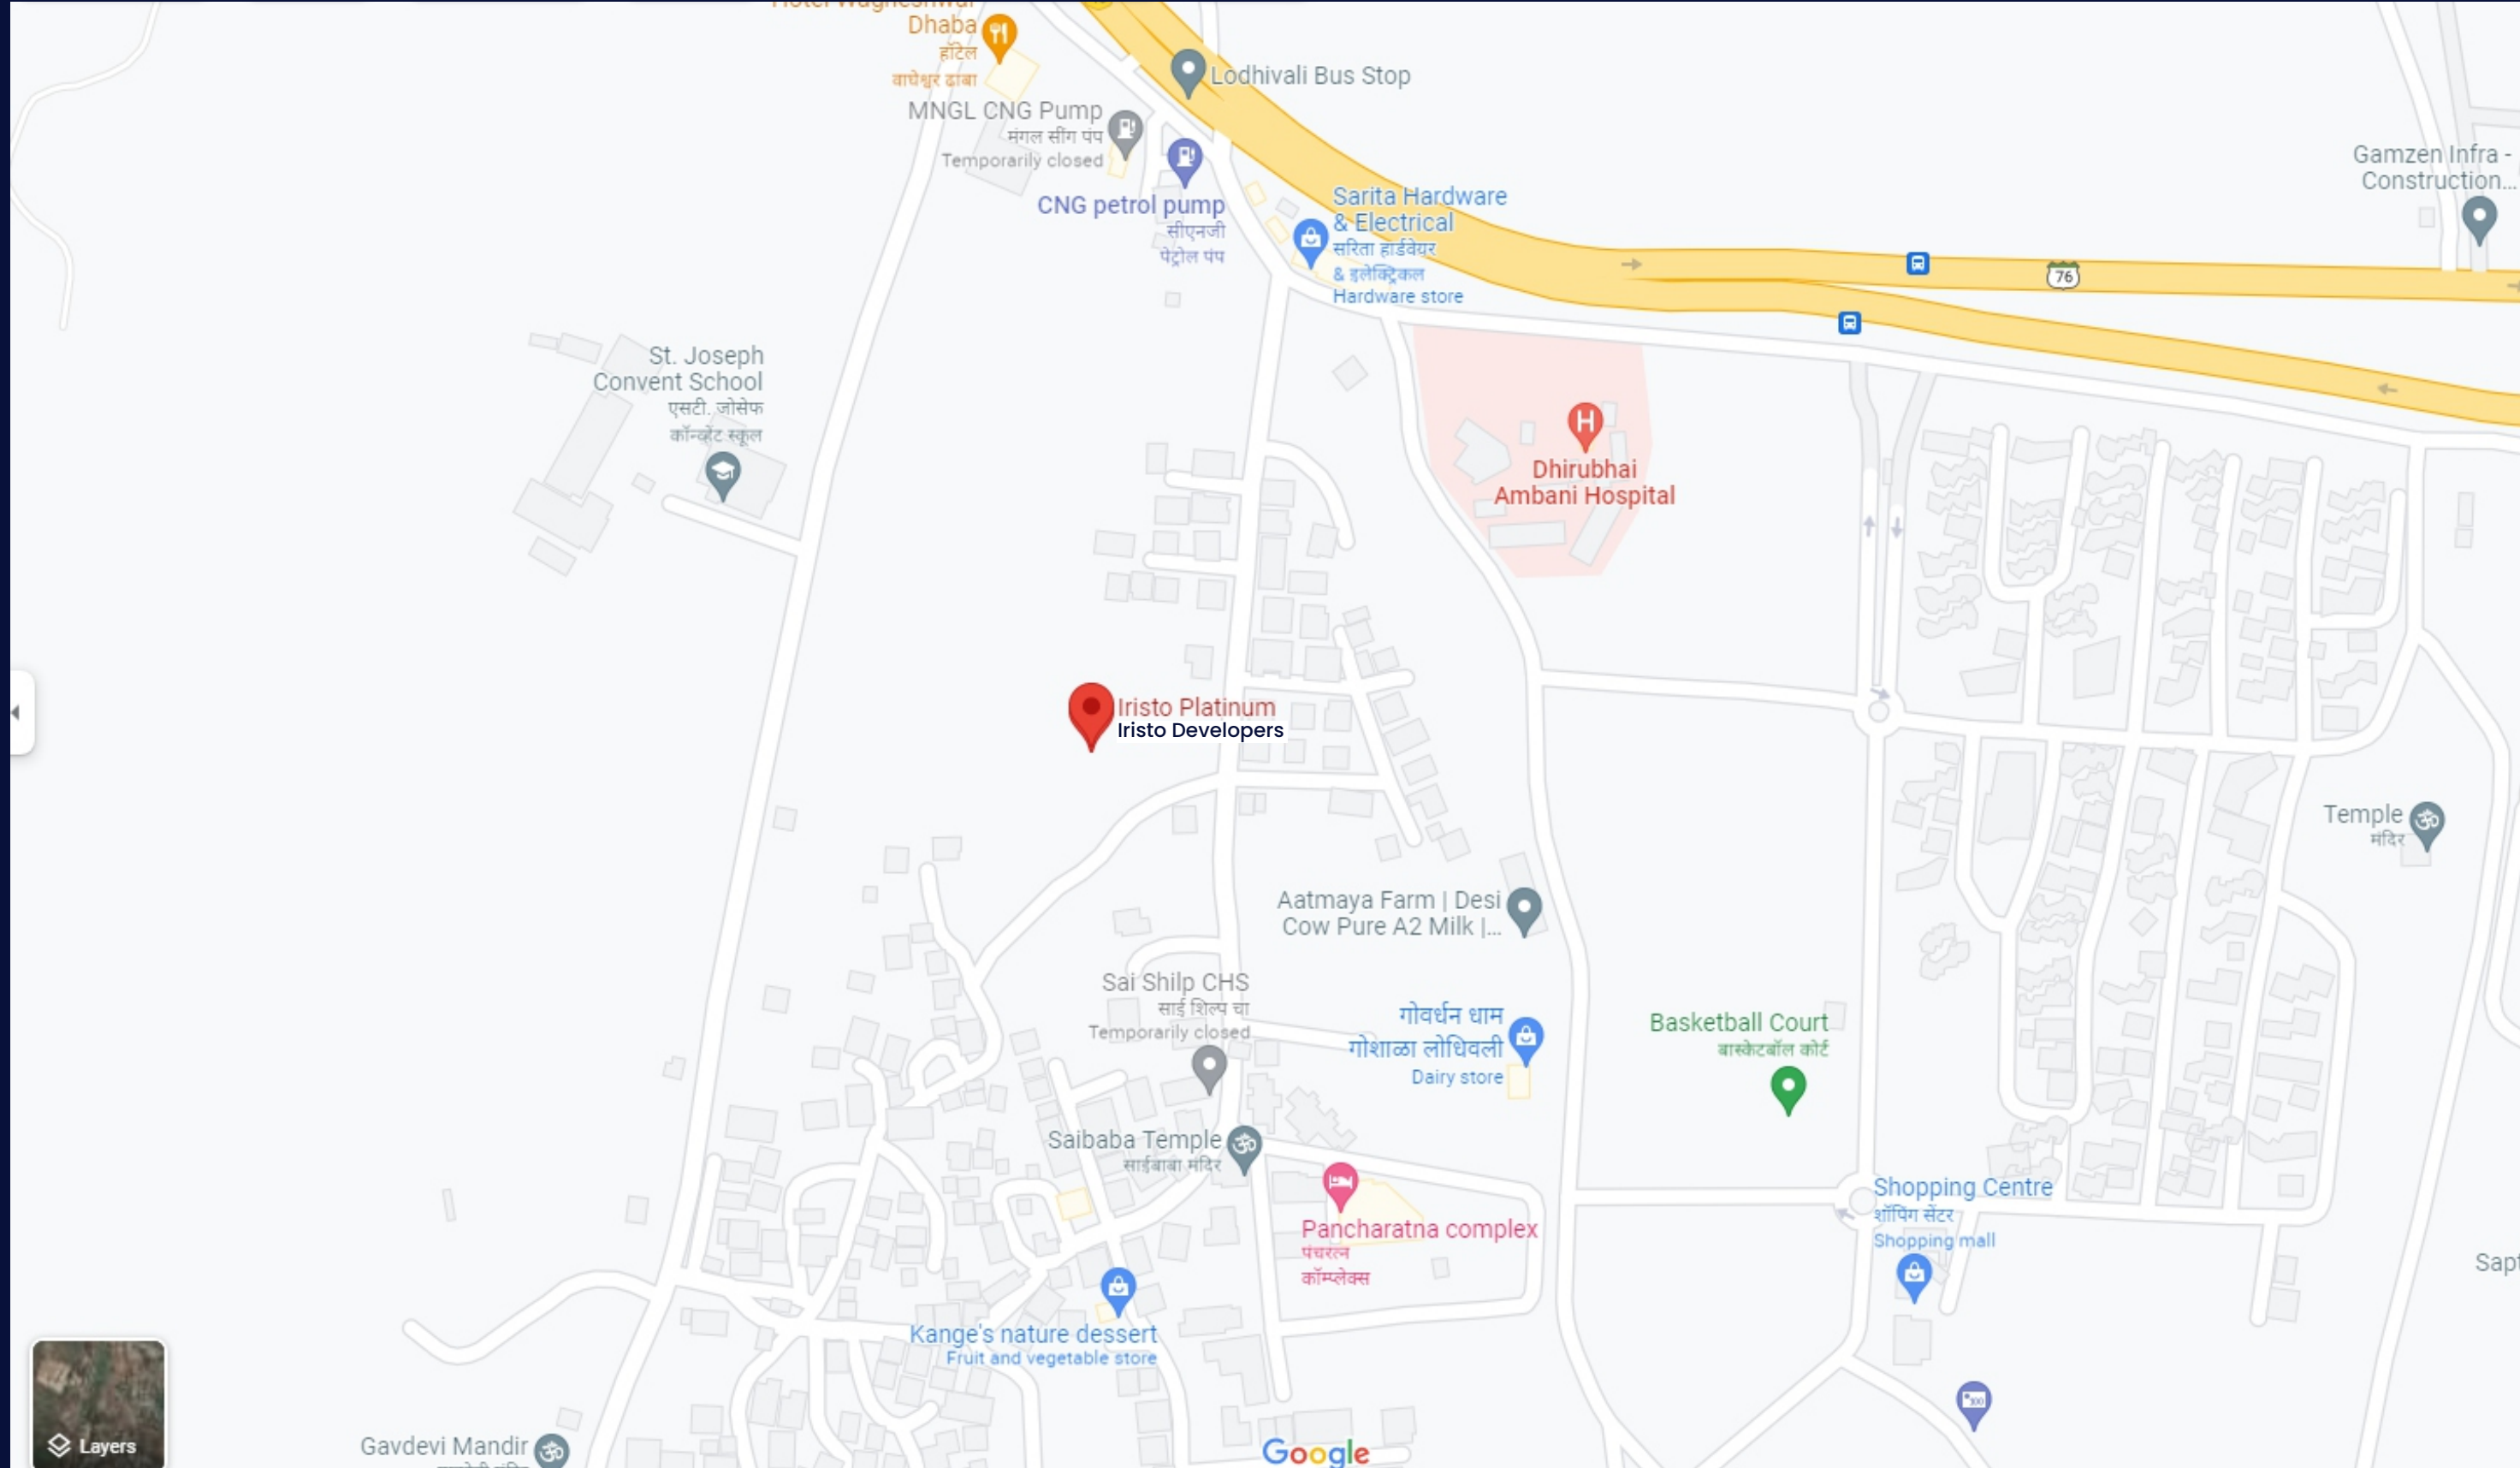 Hotel Wagheshwar
Dhaba
हॉटेल
वाघेश्वर ढाबा
Lodhivali Bus Stop
MNGL CNG Pump
मंगल सींग पंप
Temporarily closed
CNG petrol pump
सीएनजी
पेट्रोल पंप
Sarita Hardware
& Electrical
सरिता हार्डवेयर
& इलेक्ट्रिकल
Hardware store
Gamzen Infra -
Construction...
76
St. Joseph
Convent School
एसटी. जोसेफ
कॉन्व्हेंट स्कूल
H
Dhirubhai
Ambani Hospital
Iristo Platinum
Iristo Developers
Temple
मंदिर
Aatmaya Farm | Desi
Cow Pure A2 Milk |...
Sai Shilp CHS
साई शिल्प चा
Temporarily closed
गोवर्धन धाम
गोशाळा लोधिवली
Dairy store
Basketball Court
बास्केटबॉल कोर्ट
Saibaba Temple
साईबाबा मंदिर
Pancharatna complex
पंचरत्न
कॉम्प्लेक्स
Shopping Centre
शॉपिंग सेंटर
Shopping mall
Sapt
Kange's nature dessert
Fruit and vegetable store
Gavdevi Mandir
Layers
Google